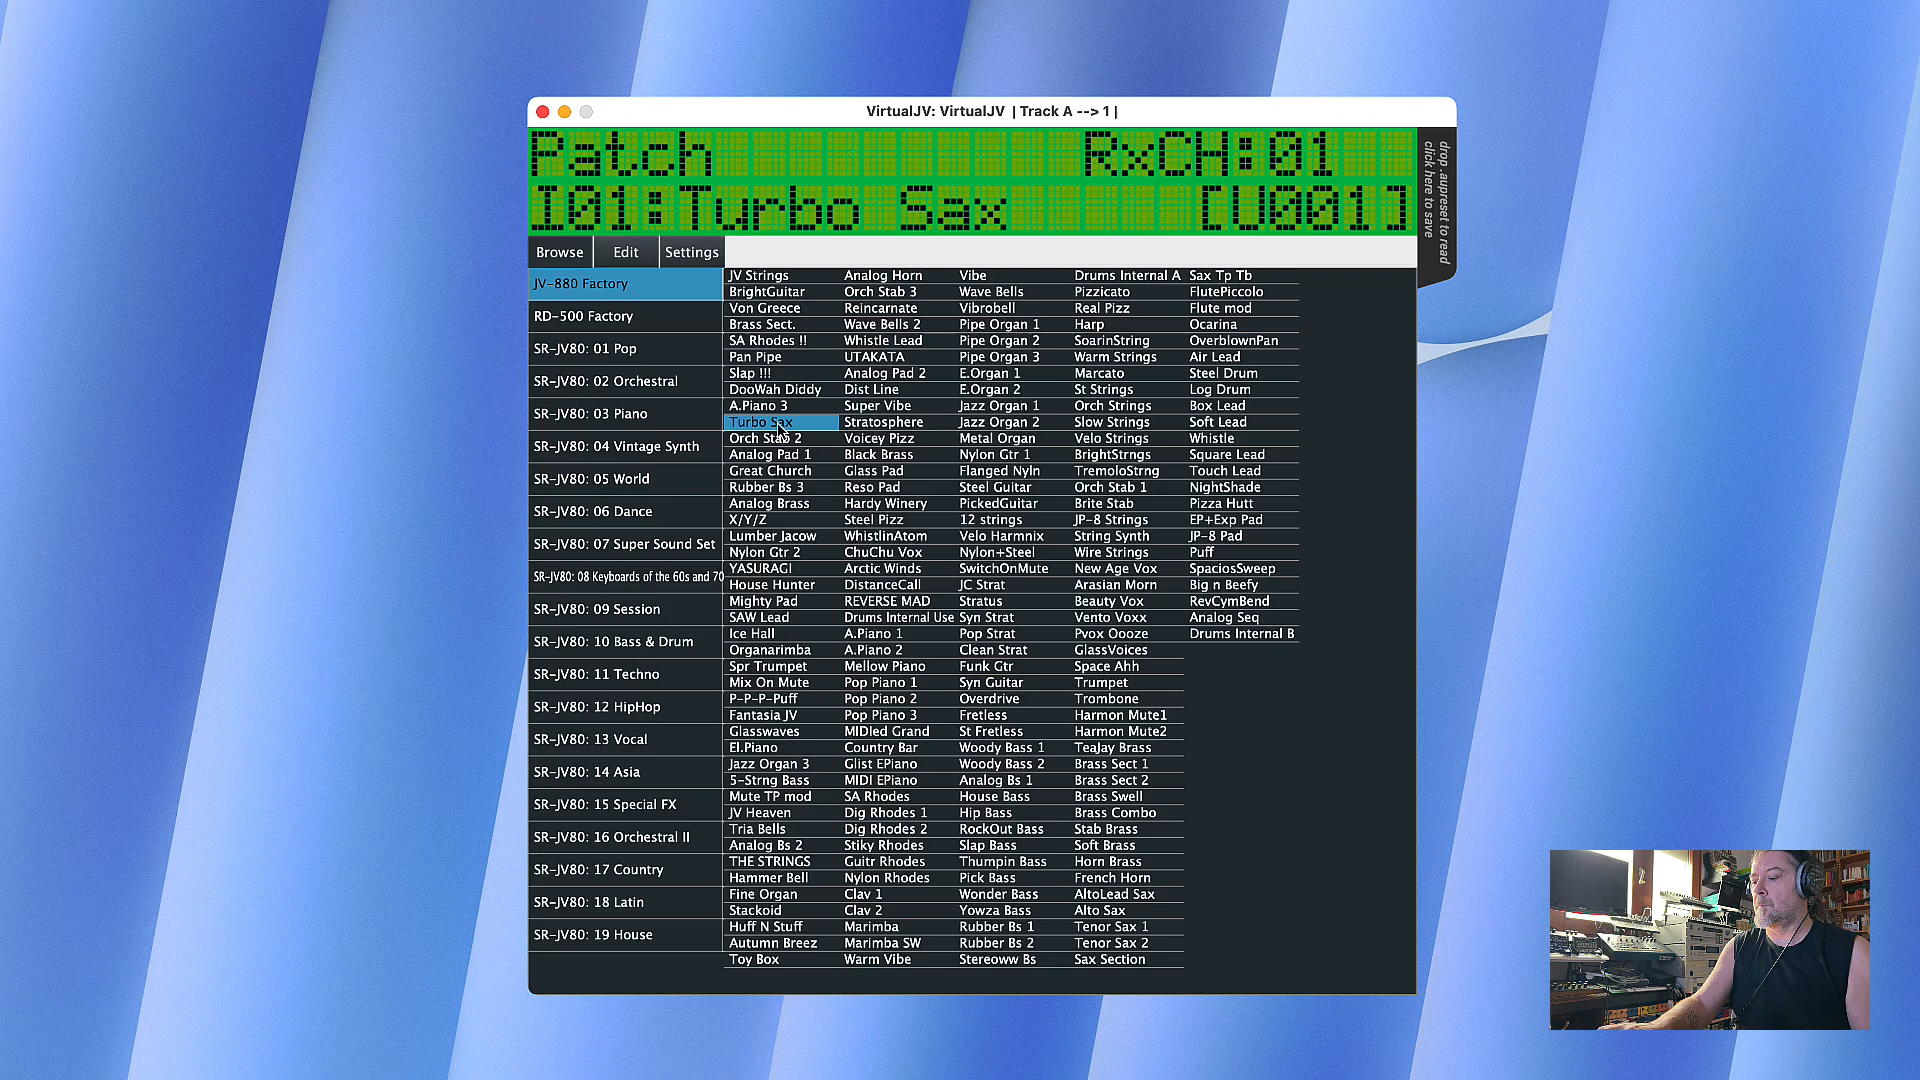 VirtualJV: VirtualJV | Track A --> 1 |
Patch RxCH:01
I01:Turbo Sax [U001]
drop .aupreset to read
click here to save
Browse Edit Settings
JV-880 Factory
RD-500 Factory
SR-JV80: 01 Pop
SR-JV80: 02 Orchestral
SR-JV80: 03 Piano
SR-JV80: 04 Vintage Synth
SR-JV80: 05 World
SR-JV80: 06 Dance
SR-JV80: 07 Super Sound Set
SR-JV80: 08 Keyboards of the 60s and 70
SR-JV80: 09 Session
SR-JV80: 10 Bass & Drum
SR-JV80: 11 Techno
SR-JV80: 12 HipHop
SR-JV80: 13 Vocal
SR-JV80: 14 Asia
SR-JV80: 15 Special FX
SR-JV80: 16 Orchestral II
SR-JV80: 17 Country
SR-JV80: 18 Latin
SR-JV80: 19 House
JV Strings
BrightGuitar
Von Greece
Brass Sect.
SA Rhodes !!
Pan Pipe
Slap !!!
DooWah Diddy
A.Piano 3
Turbo Sax
Orch Stab 2
Analog Pad 1
Great Church
Rubber Bs 3
Analog Brass
X/Y/Z
Lumber Jacow
Nylon Gtr 2
YASURAGI
House Hunter
Mighty Pad
SAW Lead
Ice Hall
Organarimba
Spr Trumpet
Mix On Mute
P-P-P-Puff
Fantasia JV
Glasswaves
El.Piano
Jazz Organ 3
5-Strng Bass
Mute TP mod
JV Heaven
Tria Bells
Analog Bs 2
THE STRINGS
Hammer Bell
Fine Organ
Stackoid
Huff N Stuff
Autumn Breez
Toy Box
Analog Horn
Orch Stab 3
Reincarnate
Wave Bells 2
Whistle Lead
UTAKATA
Analog Pad 2
Dist Line
Super Vibe
Stratosphere
Voicey Pizz
Black Brass
Glass Pad
Reso Pad
Hardy Winery
Steel Pizz
WhistlinAtom
ChuChu Vox
Arctic Winds
DistanceCall
REVERSE MAD
Drums Internal Use
A.Piano 1
A.Piano 2
Mellow Piano
Pop Piano 1
Pop Piano 2
Pop Piano 3
MIDIed Grand
Country Bar
Glist EPiano
MIDI EPiano
SA Rhodes
Dig Rhodes 1
Dig Rhodes 2
Stiky Rhodes
Guitr Rhodes
Nylon Rhodes
Clav 1
Clav 2
Marimba
Marimba SW
Warm Vibe
Vibe
Wave Bells
Vibrobell
Pipe Organ 1
Pipe Organ 2
Pipe Organ 3
E.Organ 1
E.Organ 2
Jazz Organ 1
Jazz Organ 2
Metal Organ
Nylon Gtr 1
Flanged Nyln
Steel Guitar
PickedGuitar
12 strings
Velo Harmnix
Nylon+Steel
SwitchOnMute
JC Strat
Stratus
Syn Strat
Pop Strat
Clean Strat
Funk Gtr
Syn Guitar
Overdrive
Fretless
St Fretless
Woody Bass 1
Woody Bass 2
Analog Bs 1
House Bass
Hip Bass
RockOut Bass
Slap Bass
Thumpin Bass
Pick Bass
Wonder Bass
Yowza Bass
Rubber Bs 1
Rubber Bs 2
Stereoww Bs
Drums Internal A
Pizzicato
Real Pizz
Harp
SoarinString
Warm Strings
Marcato
St Strings
Orch Strings
Slow Strings
Velo Strings
BrightStrngs
TremoloStrng
Orch Stab 1
Brite Stab
JP-8 Strings
String Synth
Wire Strings
New Age Vox
Arasian Morn
Beauty Vox
Vento Voxx
Pvox Oooze
GlassVoices
Space Ahh
Trumpet
Trombone
Harmon Mute1
Harmon Mute2
TeaJay Brass
Brass Sect 1
Brass Sect 2
Brass Swell
Brass Combo
Stab Brass
Soft Brass
Horn Brass
French Horn
AltoLead Sax
Alto Sax
Tenor Sax 1
Tenor Sax 2
Sax Section
Sax Tp Tb
FlutePiccolo
Flute mod
Ocarina
OverblownPan
Air Lead
Steel Drum
Log Drum
Box Lead
Soft Lead
Whistle
Square Lead
Touch Lead
NightShade
Pizza Hutt
EP+Exp Pad
JP-8 Pad
Puff
SpaciosSweep
Big n Beefy
RevCymBend
Analog Seq
Drums Internal B